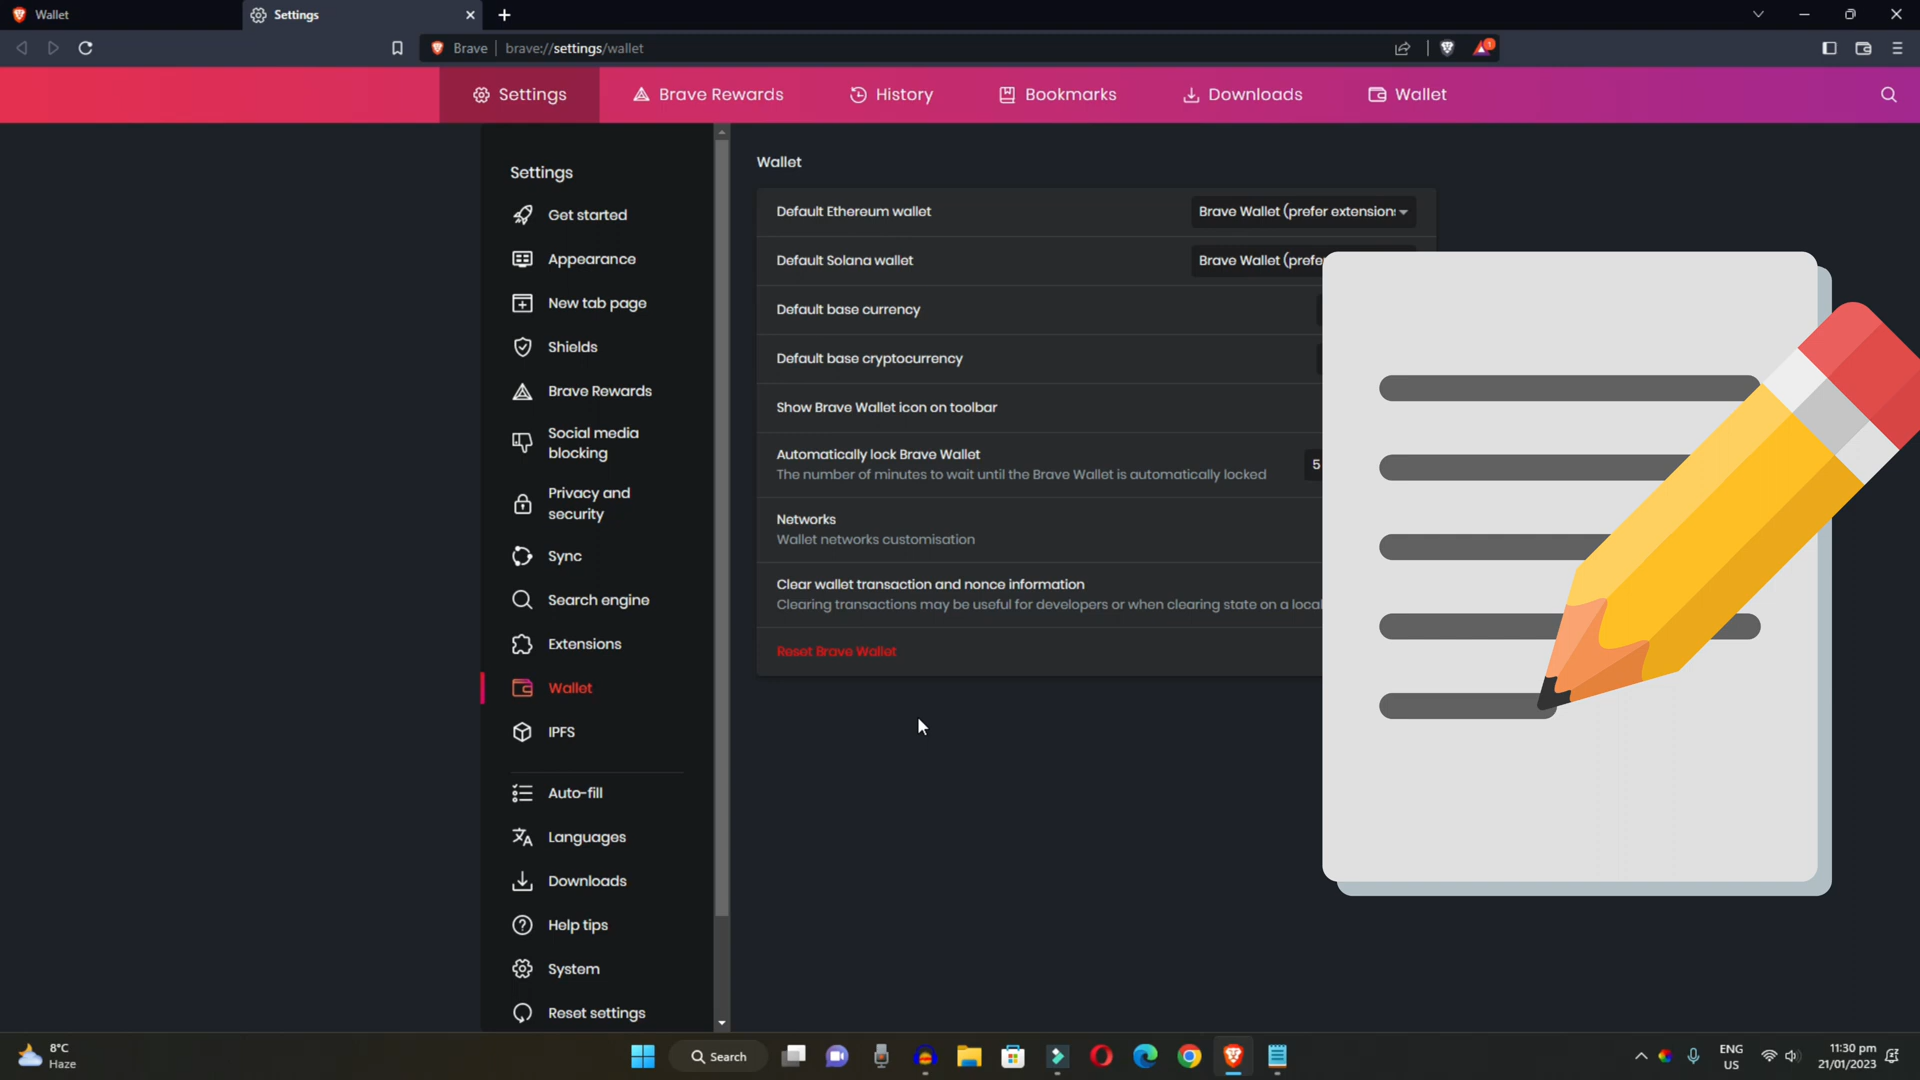 Wallet
Settings
Brave
brave://settings/wallet
1
Settings
Brave Rewards
History
Bookmarks
Downloads
Wallet
Settings
Get started
Appearance
New tab page
Shields
Brave Rewards
Social media
blocking
Privacy and
security
Sync
Search engine
Extensions
Wallet
IPFS
Auto-fill
Languages
Downloads
Help tips
System
Reset settings
Wallet
Default Ethereum wallet
Brave Wallet (prefer extension
Default Solana wallet
Brave Wallet (prefe
Default base currency
Default base cryptocurrency
Show Brave Wallet icon on toolbar
Automatically lock Brave Wallet
The number of minutes to wait until the Brave Wallet is automatically locked
5
Networks
Wallet networks customisation
Clear wallet transaction and nonce information
Clearing transactions may be useful for developers or when clearing state on a local
Reset Brave Wallet
8°C
Haze
Search
ENG
US
11:30 pm
21/01/2023